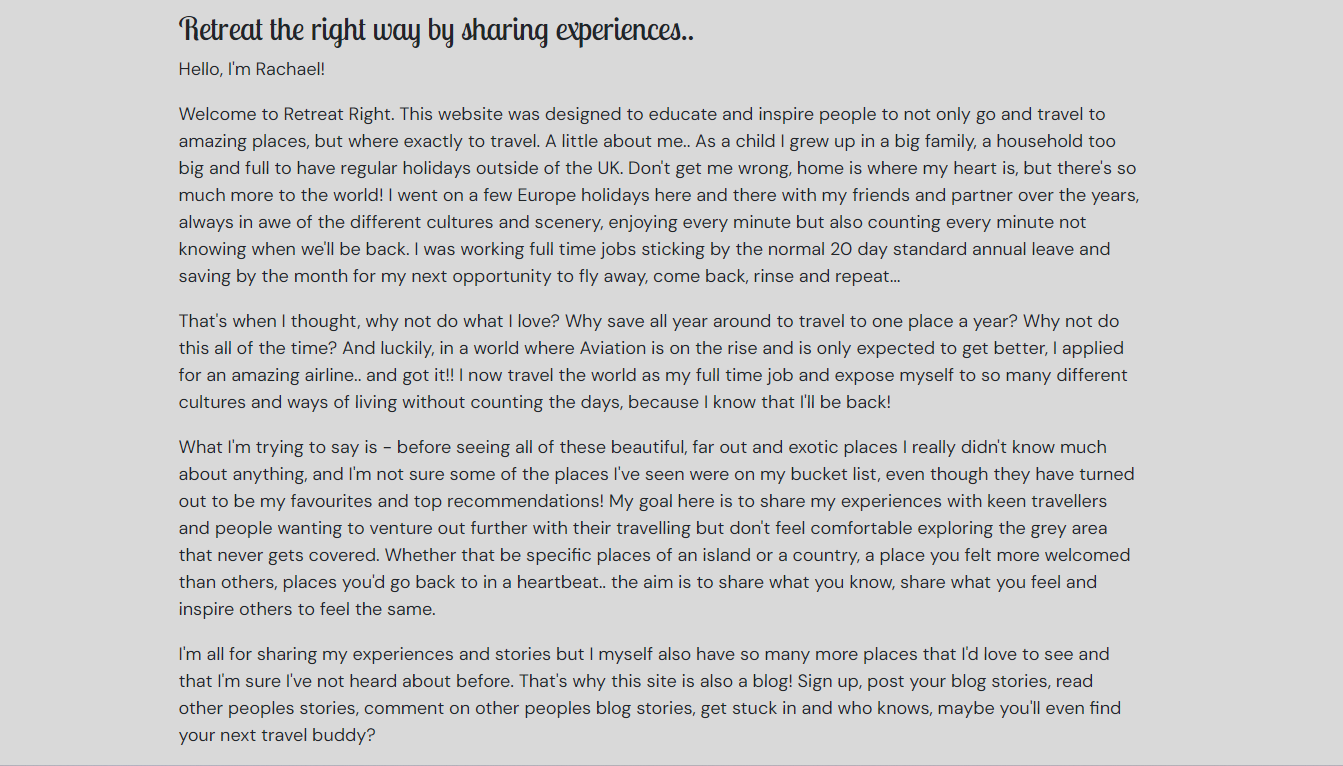 Retreat the right way by sharing experiences..
Hello, I'm Rachael!
Welcome to Retreat Right. This website was designed to educate and inspire people to not only go and travel to
amazing places, but where exactly to travel. A little about me.. As a child I grew up in a big family, a household too
big and full to have regular holidays outside of the UK. Don't get me wrong, home is where my heart is, but there's so
much more to the world! I went on a few Europe holidays here and there with my friends and partner over the years,
always in awe of the different cultures and scenery, enjoying every minute but also counting every minute not
knowing when we'll be back. I was working full time jobs sticking by the normal 20 day standard annual leave and
saving by the month for my next opportunity to fly away, come back, rinse and repeat...
That's when I thought, why not do what I love? Why save all year around to travel to one place a year? Why not do
this all of the time? And luckily, in a world where Aviation is on the rise and is only expected to get better, I applied
for an amazing airline.. and got it!! I now travel the world as my full time job and expose myself to so many different
cultures and ways of living without counting the days, because I know that I'll be back!
What I'm trying to say is - before seeing all of these beautiful, far out and exotic places I really didn't know much
about anything, and I'm not sure some of the places I've seen were on my bucket list, even though they have turned
out to be my favourites and top recommendations! My goal here is to share my experiences with keen travellers
and people wanting to venture out further with their travelling but don't feel comfortable exploring the grey area
that never gets covered. Whether that be specific places of an island or a country, a place you felt more welcomed
than others, places you'd go back to in a heartbeat.. the aim is to share what you know, share what you feel and
inspire others to feel the same.
I'm all for sharing my experiences and stories but I myself also have so many more places that I'd love to see and
that I'm sure I've not heard about before. That's why this site is also a blog! Sign up, post your blog stories, read
other peoples stories, comment on other peoples blog stories, get stuck in and who knows, maybe you'll even find
your next travel buddy?